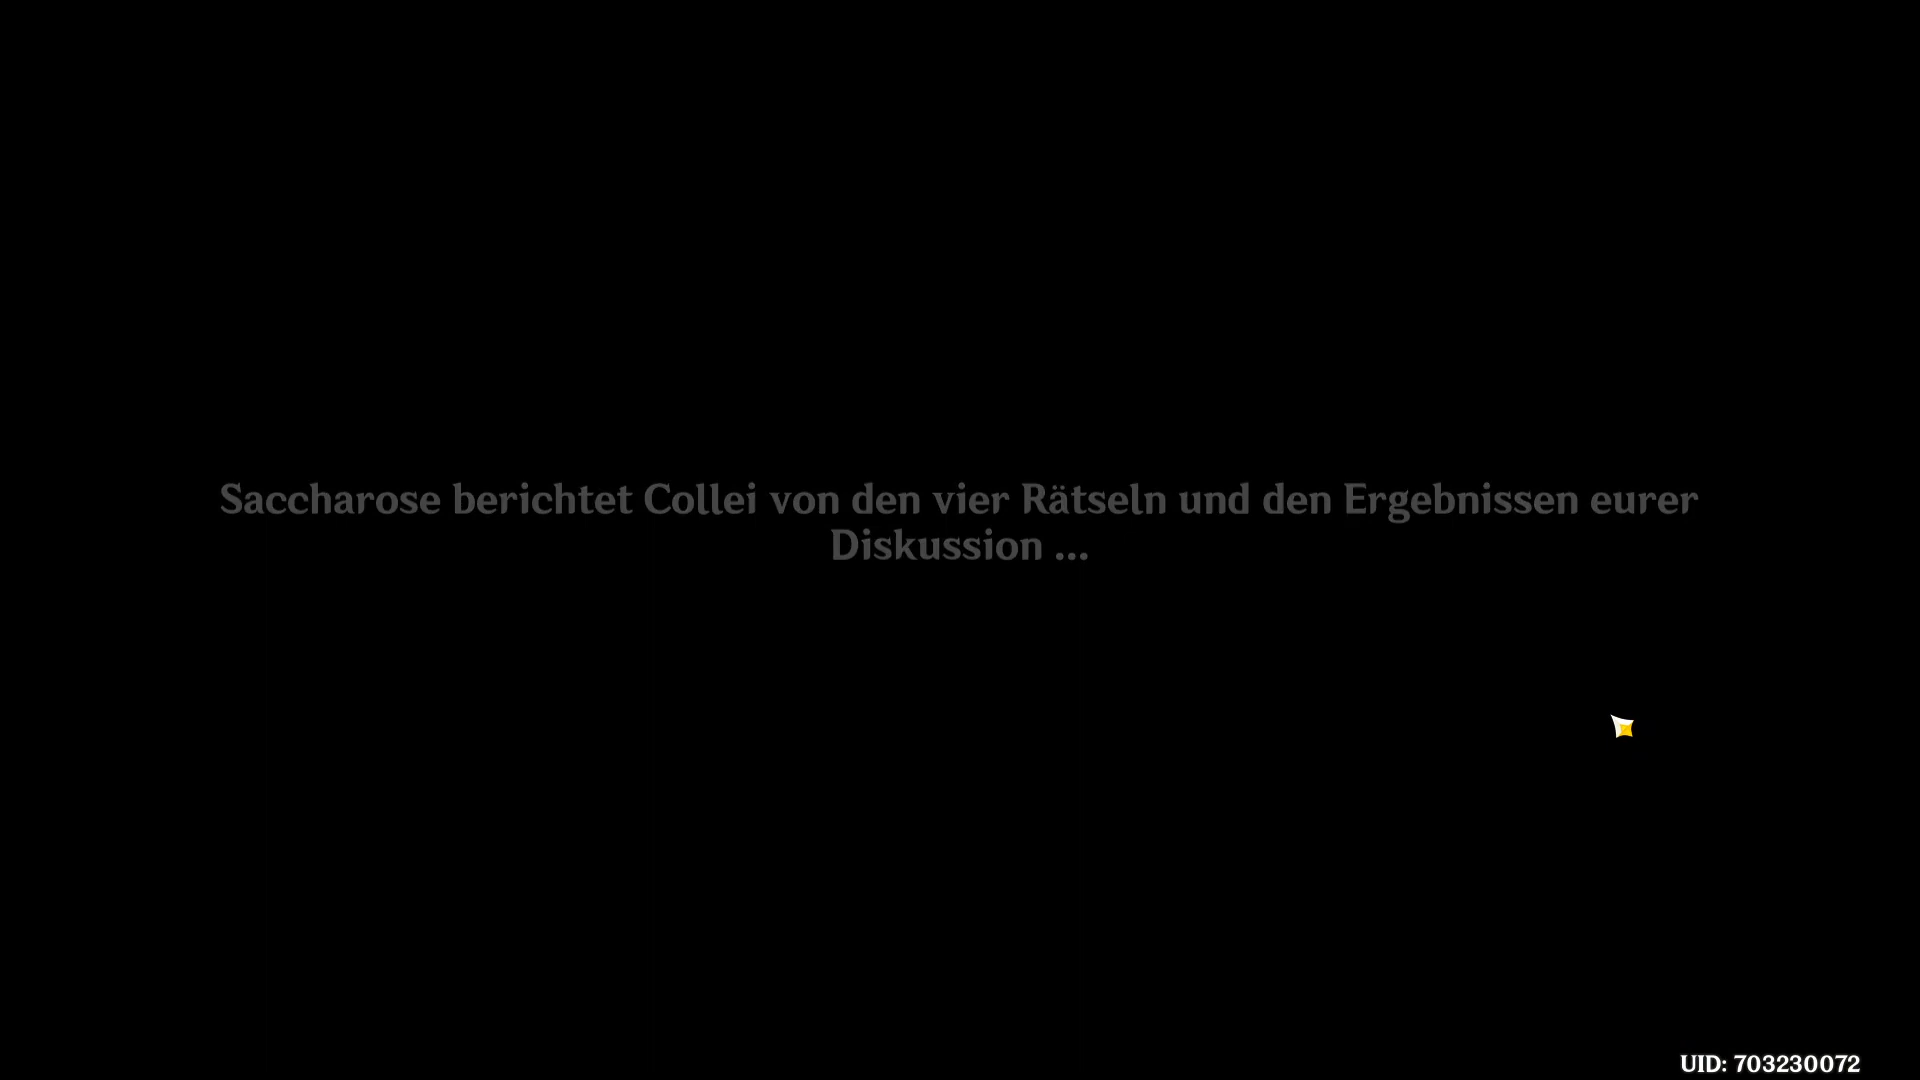 Saccharose berichtet Collei von den vier Rätseln und den Ergebnissen eurer
Diskussion ...
UID: 703230072